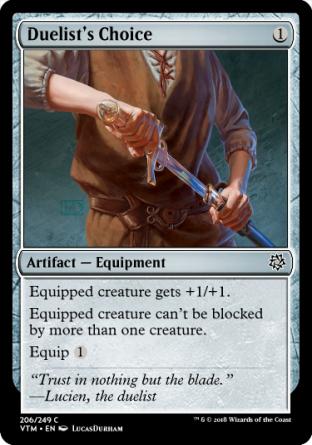 Duelist's Choice 1
Artifact — Equipment
Equipped creature gets +1/+1.
Equipped creature can't be blocked
by more than one creature.
Equip 1
"Trust in nothing but the blade."
—Lucien, the duelist
206/249 C
VTM • EN LucasDurham
™ & © 2018 Wizards of the Coast